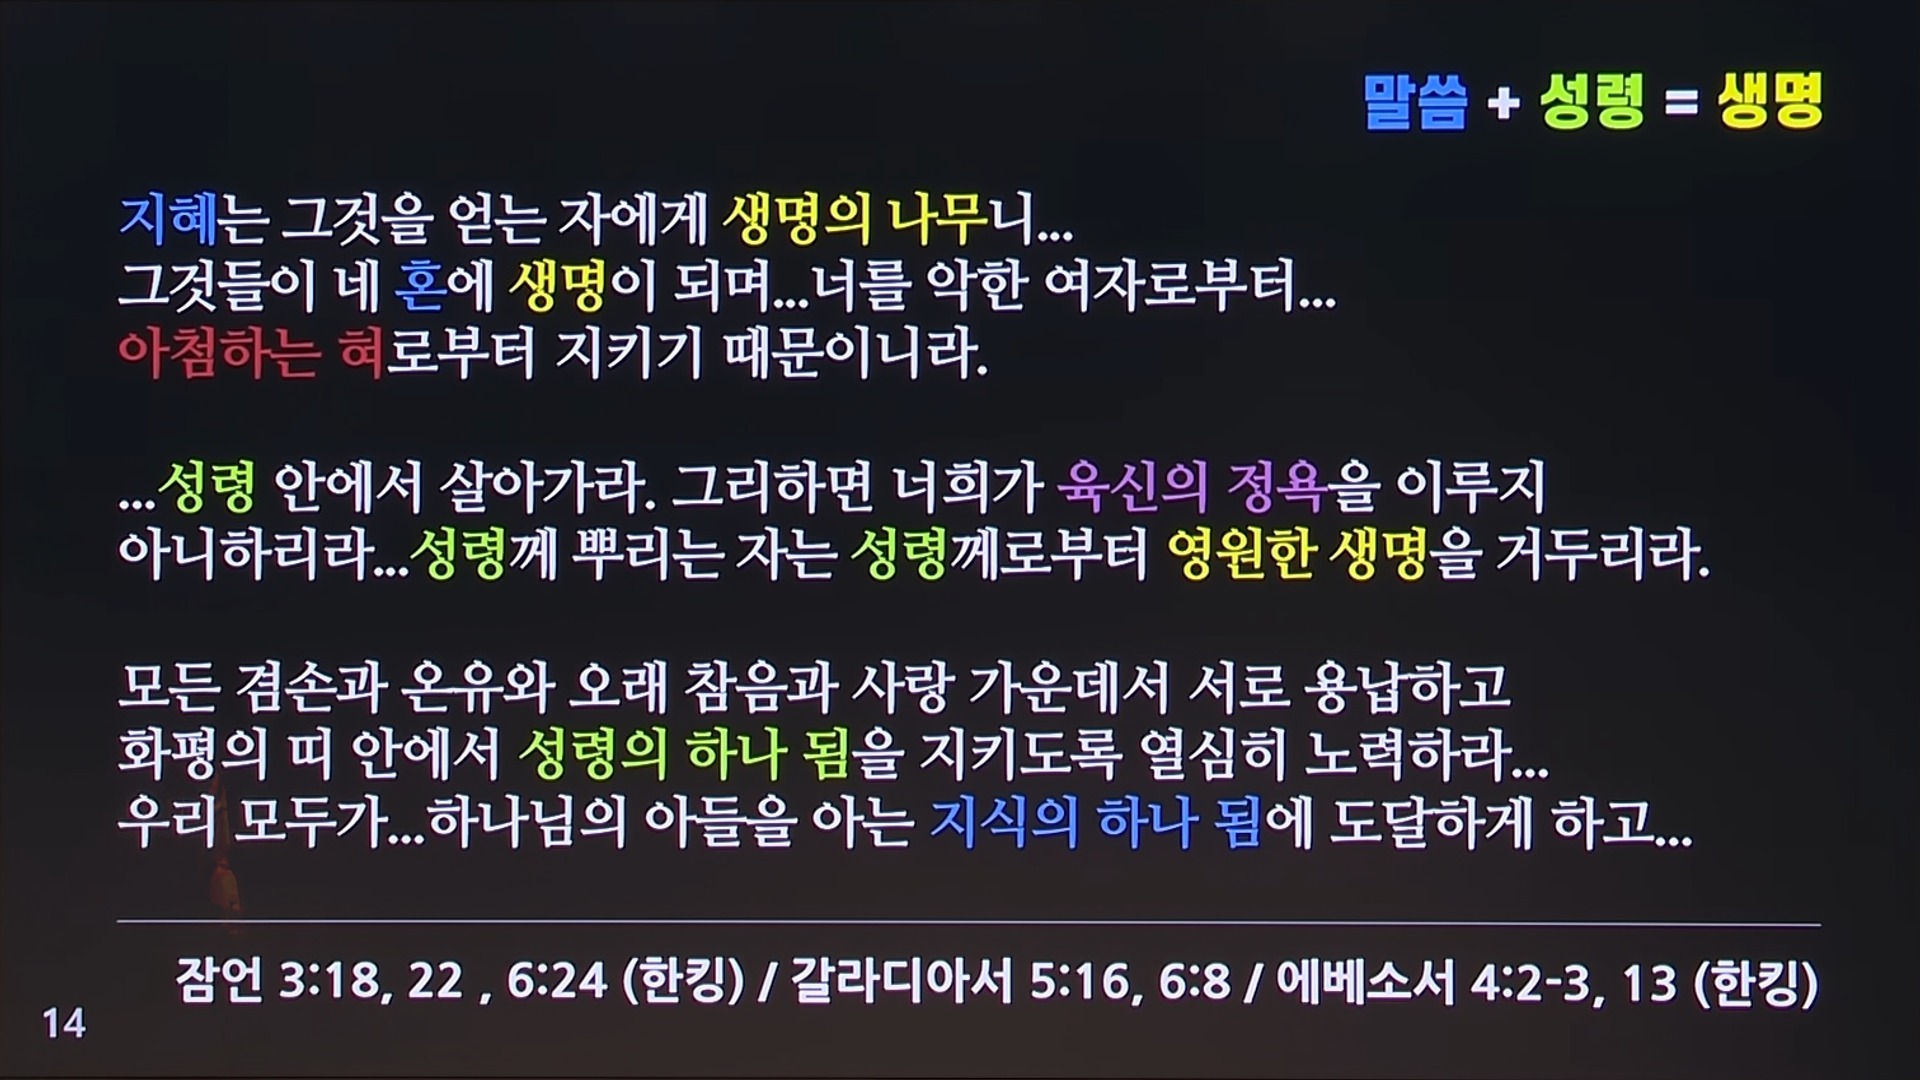 말씀 + 성령 = 생명
지혜는 그것을 얻는 자에게 생명의 나무니...
그것들이 네 혼에 생명이 되며...너를 악한 여자로부터...
아첨하는 혀로부터 지키기 때문이니라.
...성령 안에서 살아가라. 그리하면 너희가 육신의 정욕을 이루지
아니하리라...성령께 뿌리는 자는 성령께로부터 영원한 생명을 거두리라.
모든 겸손과 온유와 오래 참음과 사랑 가운데서 서로 용납하고
화평의 띠 안에서 성령의 하나 됨을 지키도록 열심히 노력하라...
우리 모두가...하나님의 아들을 아는 지식의 하나 됨에 도달하게 하고...
잠언 3:18, 22 , 6:24 (한킹) / 갈라디아서 5:16, 6:8 / 에베소서 4:2-3, 13 (한킹)
14